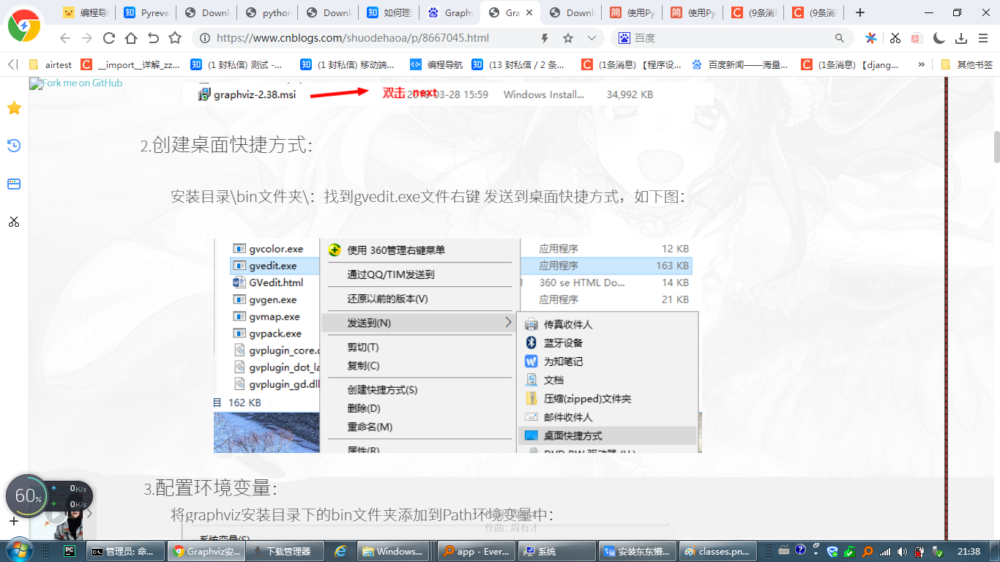 编程导
Pyreve
Downl
python
Downl
如何理
Graphv
Gra
Downl
使用Py
使用Py
(9条消
(9条消
https://www.cnblogs.com/shuodehaoa/p/8667045.html
百度
airtest
__import__详解_zz...
(1 封私信) 测试 -...
(1 封私信) 移动端...
编程导航
(13 封私信 / 2 条...
(1条消息) 【程序设...
百度新闻——海量...
(1条消息) 【djang...
其他书签
Fork me on GitHub
graphviz-2.38.msi
双击 next
03-28 15:59
Windows Install...
34,992 KB
2.创建桌面快捷方式:
安装目录\bin文件夹\: 找到gvedit.exe文件右键 发送到桌面快捷方式，如下图:
gvcolor.exe
使用 360管理右键菜单
应用程序
12 KB
gvedit.exe
应用程序
163 KB
通过QQ/TIM发送到
GVedit.html
360 se HTML Do...
14 KB
gvgen.exe
还原以前的版本(V)
应用程序
21 KB
gvmap.exe
发送到(N)
传真收件人
gvpack.exe
蓝牙设备
gvplugin_core.
剪切(T)
为知笔记
gvplugin_dot_la
复制(C)
文档
gvplugin_gd.dll
创建快捷方式(S)
压缩(zipped)文件夹
162 KB
删除(D)
邮件收件人
重命名(M)
桌面快捷方式
属性(R)
DVD RW 驱动器
3.配置环境变量:
60%
0K/s
0K/s
将graphviz安装目录下的bin文件夹添加到Path环境变量中:
作曲:周有才
系统变量(S)
PC
管理员: 命...
Graphviz安...
下载管理器
Windows...
app - Ever...
系统
安装东东懵...
classes.pn...
21:38